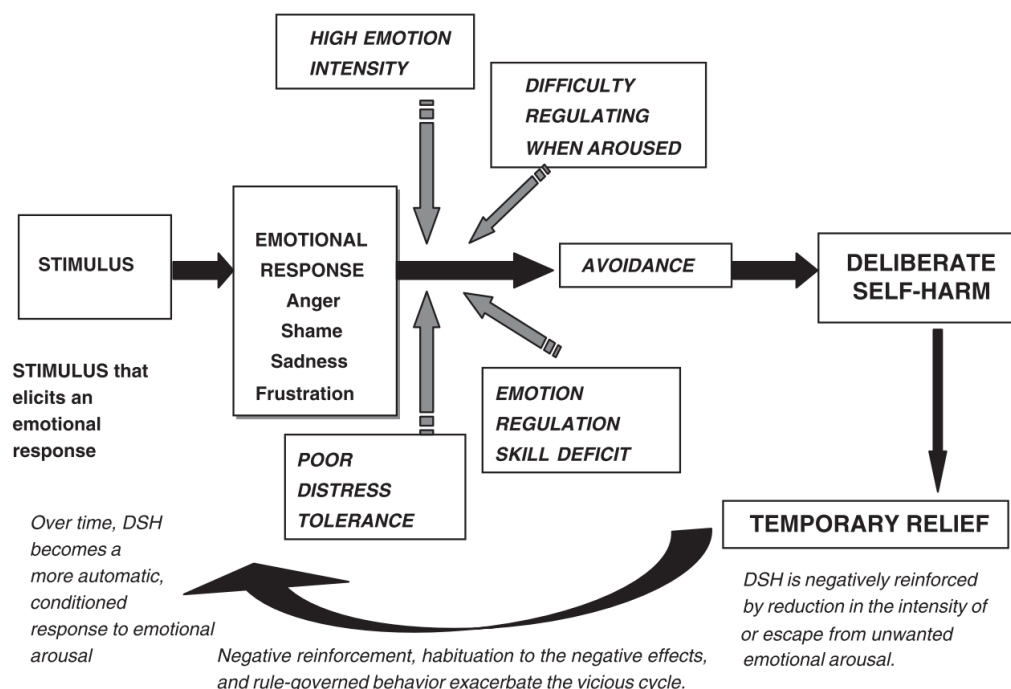 HIGH EMOTION
INTENSITY
DIFFICULTY
REGULATING
WHEN AROUSED
STIMULUS
EMOTIONAL
RESPONSE
Anger
Shame
Sadness
Frustration
AVOIDANCE
DELIBERATE
SELF-HARM
STIMULUS that
elicits an
emotional
response
POOR
DISTRESS
TOLERANCE
EMOTION
REGULATION
SKILL DEFICIT
TEMPORARY RELIEF
DSH is negatively reinforced
by reduction in the intensity of
or escape from unwanted
emotional arousal.
Over time, DSH
becomes a
more automatic,
conditioned
response to emotional
arousal
Negative reinforcement, habituation to the negative effects,
and rule-governed behavior exacerbate the vicious cycle.